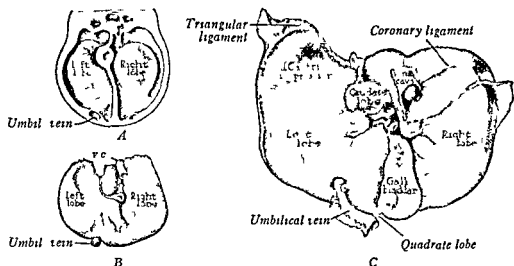 Left
lobe
Right
lobe
Umbil vein
A
v c
Left
lobe
Right
lobe
Umbil vein
B
Triangular
ligament
Coronary ligament
Caudate
lobe
Left
lobe
Right
lobe
Gall
bladder
Umbilical vein
Quadrate lobe
C